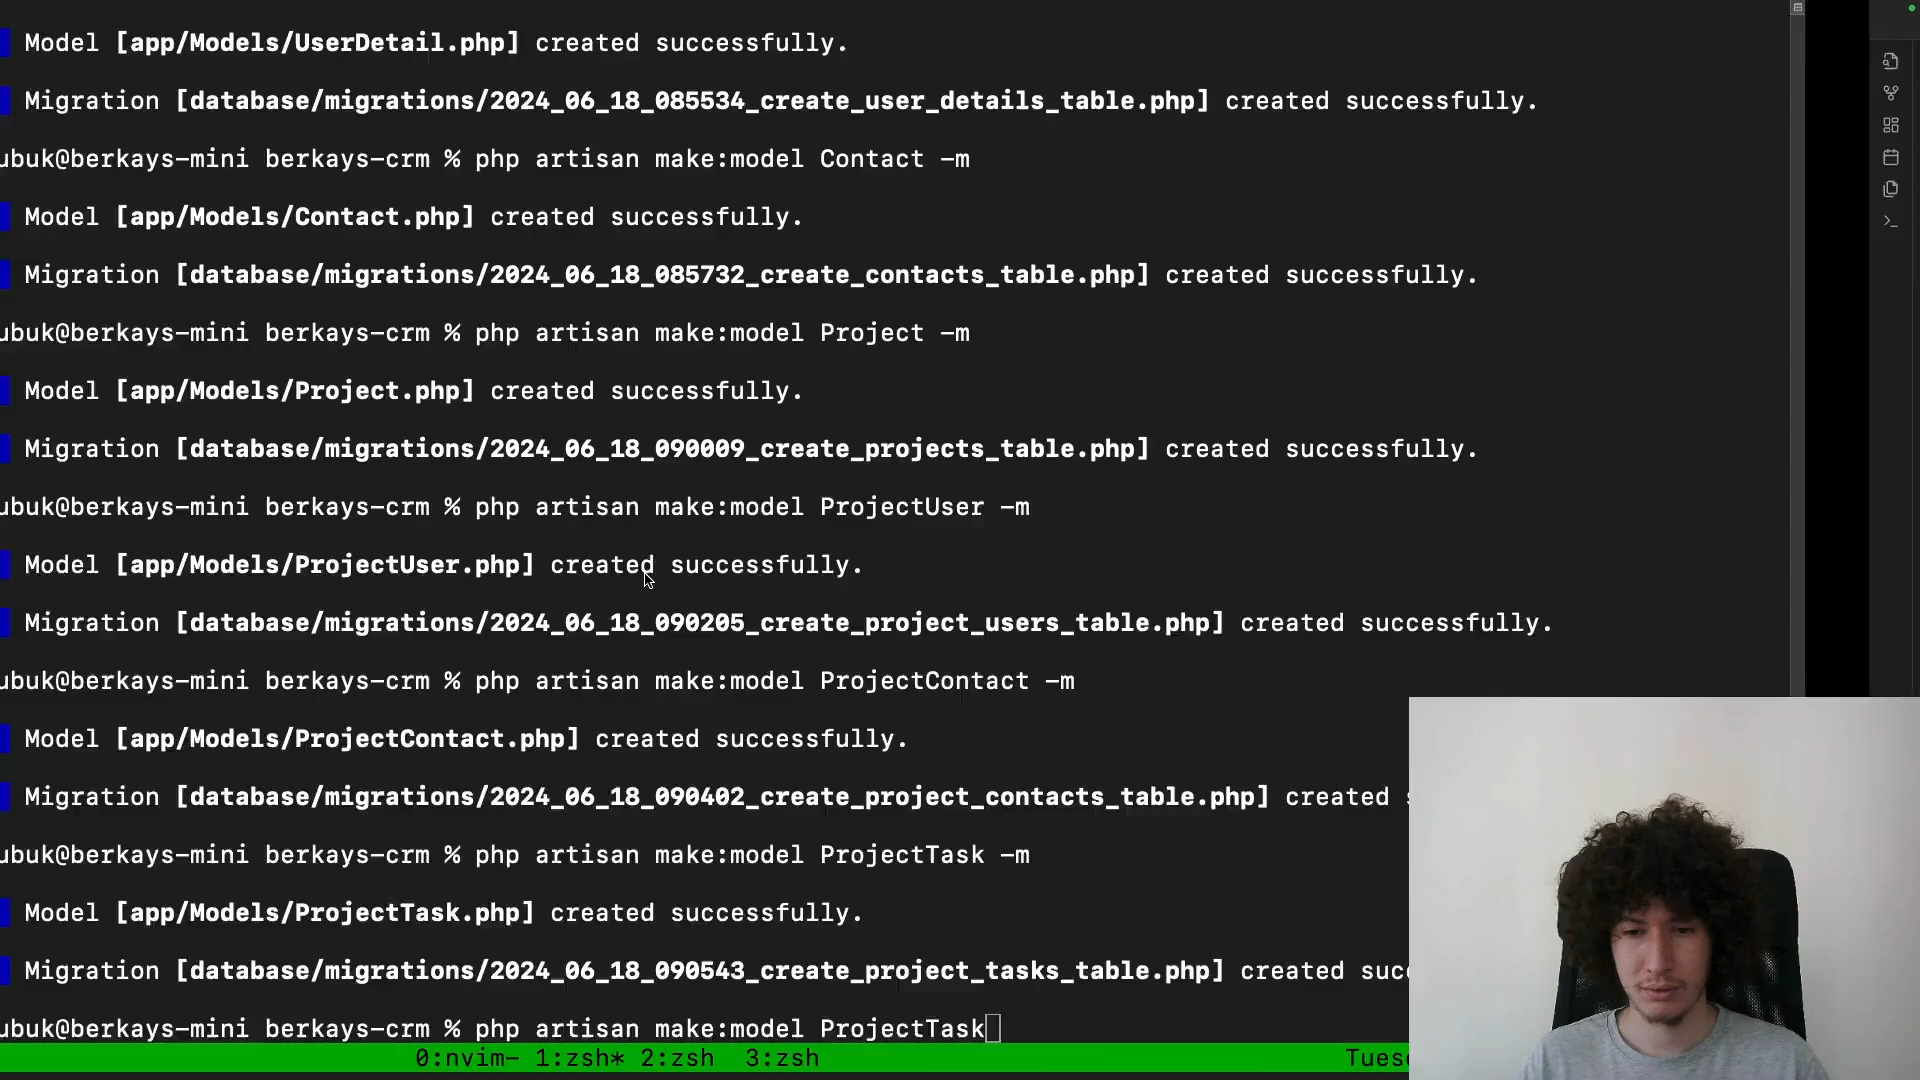 Model [app/Models/UserDetail.php] created successfully.
Migration [database/migrations/2024_06_18_085534_create_user_details_table.php] created successfully.
ubuk@berkays-mini berkays-crm % php artisan make:model Contact -m
Model [app/Models/Contact.php] created successfully.
Migration [database/migrations/2024_06_18_085732_create_contacts_table.php] created successfully.
ubuk@berkays-mini berkays-crm % php artisan make:model Project -m
Model [app/Models/Project.php] created successfully.
Migration [database/migrations/2024_06_18_090009_create_projects_table.php] created successfully.
ubuk@berkays-mini berkays-crm % php artisan make:model ProjectUser -m
Model [app/Models/ProjectUser.php] created successfully.
Migration [database/migrations/2024_06_18_090205_create_project_users_table.php] created successfully.
ubuk@berkays-mini berkays-crm % php artisan make:model ProjectContact -m
Model [app/Models/ProjectContact.php] created successfully.
Migration [database/migrations/2024_06_18_090402_create_project_contacts_table.php] created
ubuk@berkays-mini berkays-crm % php artisan make:model ProjectTask -m
Model [app/Models/ProjectTask.php] created successfully.
Migration [database/migrations/2024_06_18_090543_create_project_tasks_table.php] created succ
ubuk@berkays-mini berkays-crm % php artisan make:model ProjectTask
0:nvim- 1:zsh* 2:zsh 3:zsh Tues